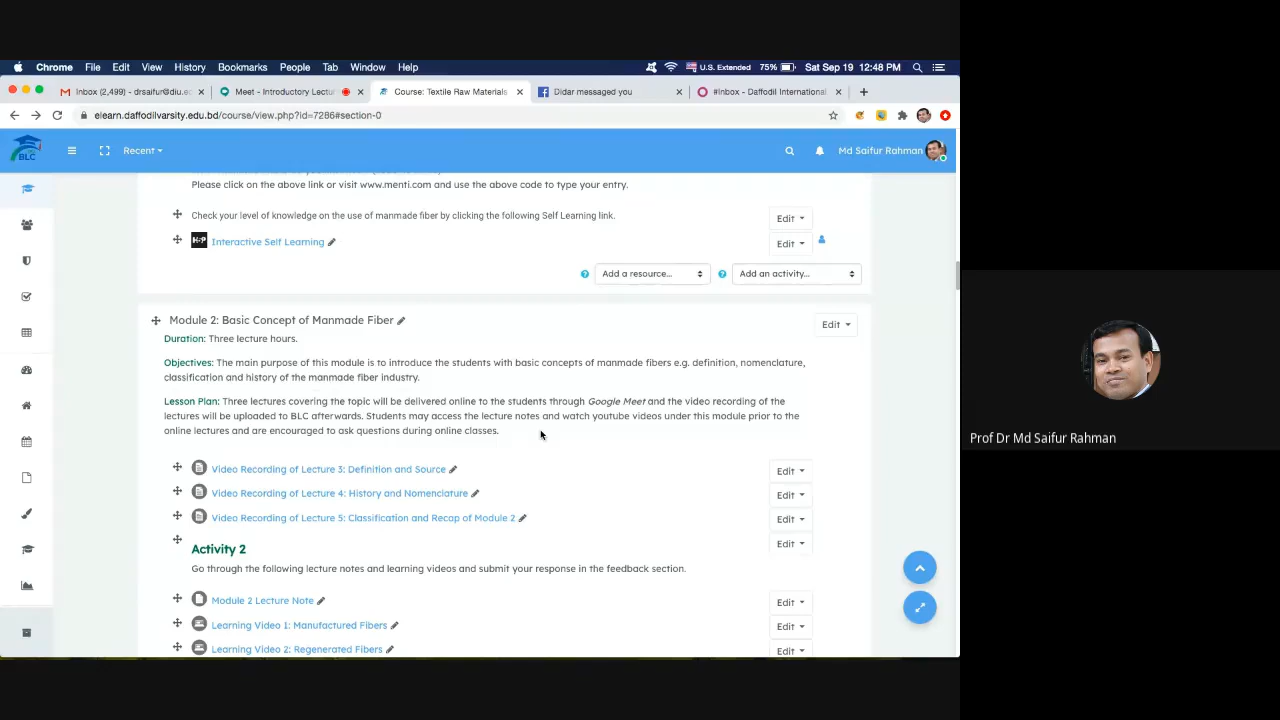 Chrome File Edit View History Bookmarks People Tab Window Help U.S. Extended 75% Sat Sep 19 12:48 PM
Inbox (2,499) - drsaifur@diu.ed Meet - Introductory Lectu Course: Textile Raw Materials Didar messaged you #Inbox - Daffodil International
elearn.daffodilvarsity.edu.bd/course/view.php?id=7286#section-0
BLC Recent Md Saifur Rahman
Please click on the above link or visit www.menti.com and use the above code to type your entry.
Check your level of knowledge on the use of manmade fiber by clicking the following Self Learning link. Edit
H5P Interactive Self Learning Edit
Add a resource... Add an activity...
Module 2: Basic Concept of Manmade Fiber Edit
Duration: Three lecture hours.
Objectives: The main purpose of this module is to introduce the students with basic concepts of manmade fibers e.g. definition, nomenclature,
classification and history of the manmade fiber industry.
Lesson Plan: Three lectures covering the topic will be delivered online to the students through Google Meet and the video recording of the
lectures will be uploaded to BLC afterwards. Students may access the lecture notes and watch youtube videos under this module prior to the
online lectures and are encouraged to ask questions during online classes.
Video Recording of Lecture 3: Definition and Source Edit
Video Recording of Lecture 4: History and Nomenclature Edit
Video Recording of Lecture 5: Classification and Recap of Module 2 Edit
Activity 2 Edit
Go through the following lecture notes and learning videos and submit your response in the feedback section.
Module 2 Lecture Note Edit
Learning Video 1: Manufactured Fibers Edit
Learning Video 2: Regenerated Fibers Edit
Prof Dr Md Saifur Rahman